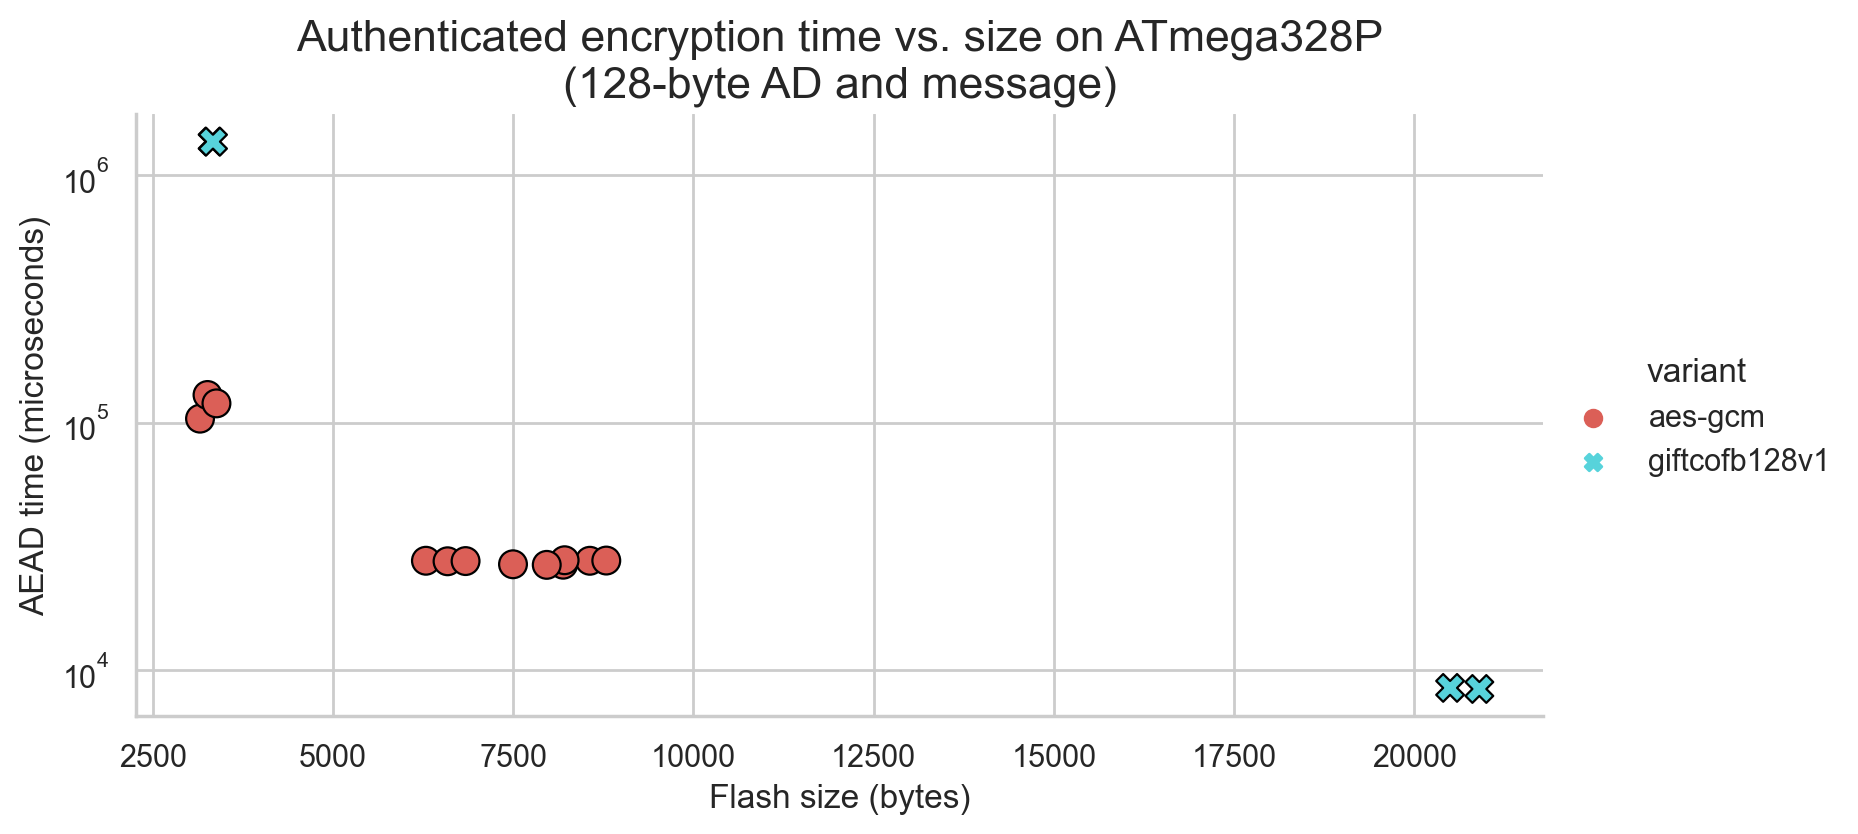 Authenticated encryption time vs. size on ATmega328P
(128-byte AD and message)
AEAD time (microseconds)
10^6
10^5
10^4
2500 5000 7500 10000 12500 15000 17500 20000
Flash size (bytes)
variant
aes-gcm
giftcofb128v1